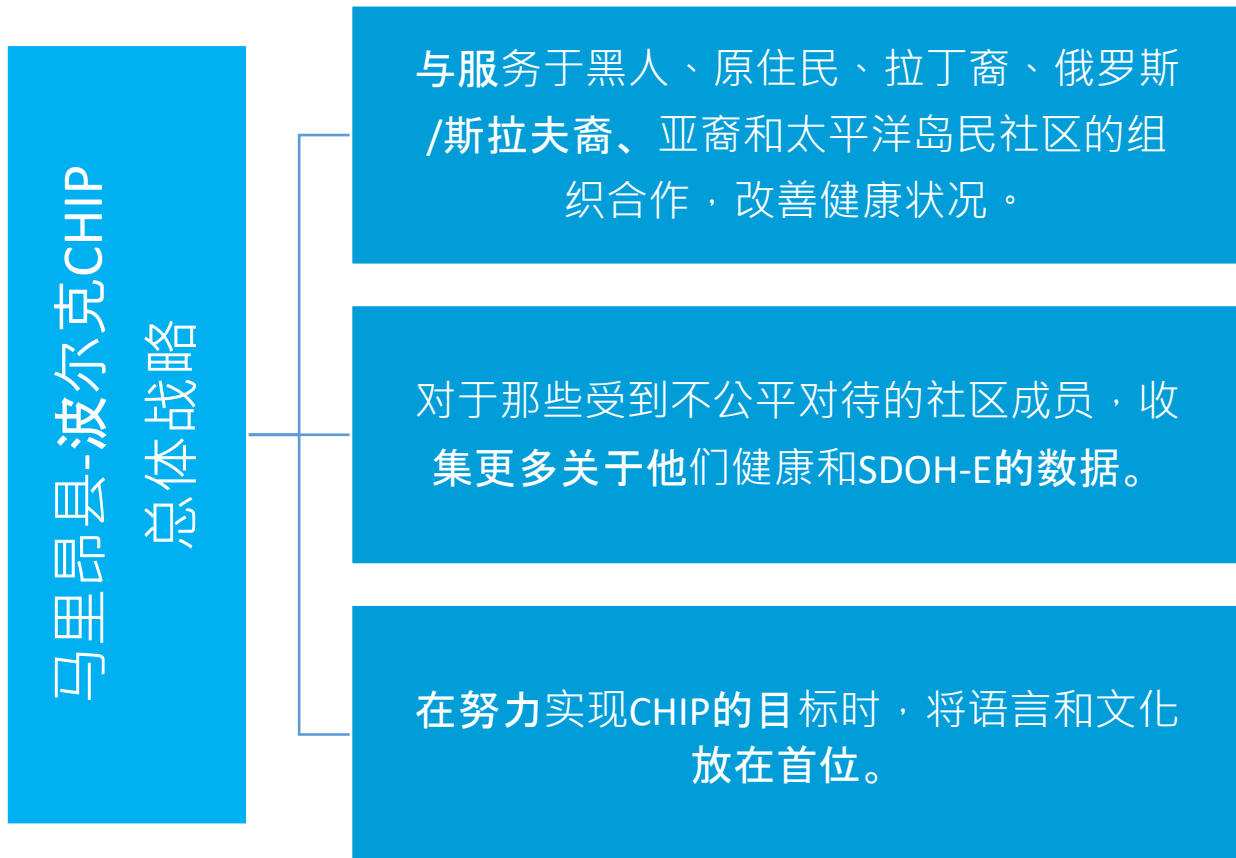 马里昂县-波尔克CHIP
总体战略
与服务于黑人、原住民、拉丁裔、俄罗斯
/斯拉夫裔、亚裔和太平洋岛民社区的组
织合作，改善健康状况。
对于那些受到不公平对待的社区成员，收
集更多关于他们健康和SDOH-E的数据。
在努力实现CHIP的目标时，将语言和文化
放在首位。